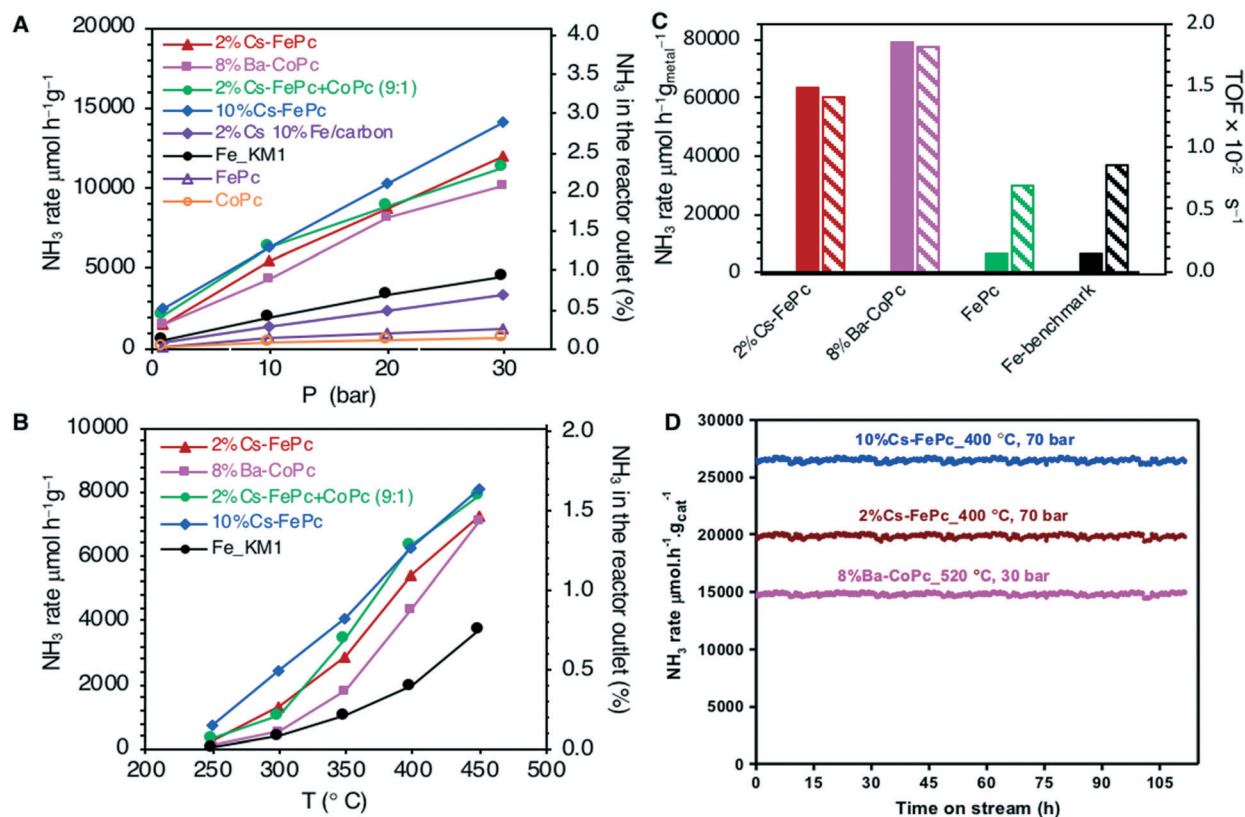 A
20000
15000
10000
5000
0
NH₃ rate μmol h⁻¹g⁻¹
2%Cs-FePc
8%Ba-CoPc
2%Cs-FePc+CoPc (9:1)
10%Cs-FePc
2%Cs 10%Fe/carbon
Fe_KM1
FePc
CoPc
4.0
3.5
3.0
2.5
2.0
1.5
1.0
0.5
0.0
NH₃ in the reactor outlet (%)
0 10 20 30
P (bar)
C
80000
60000
40000
20000
0
NH₃ rate μmol h⁻¹gmetal⁻¹
2.0
1.5
1.0
0.5
0.0
TOF × 10⁻² s⁻¹
2%Cs-FePc
8%Ba-CoPc
FePc
Fe-benchmark
B
10000
8000
6000
4000
2000
0
NH₃ rate μmol h⁻¹g⁻¹
2%Cs-FePc
8%Ba-CoPc
2%Cs-FePc+CoPc (9:1)
10%Cs-FePc
Fe_KM1
2.0
1.5
1.0
0.5
0.0
NH₃ in the reactor outlet (%)
200 250 300 350 400 450 500
T (° C)
D
30000
25000
20000
15000
10000
5000
0
NH₃ rate μmol.h⁻¹.gcat⁻¹
10%Cs-FePc_400 °C, 70 bar
2%Cs-FePc_400 °C, 70 bar
8%Ba-CoPc_520 °C, 30 bar
0 15 30 45 60 75 90 105
Time on stream (h)